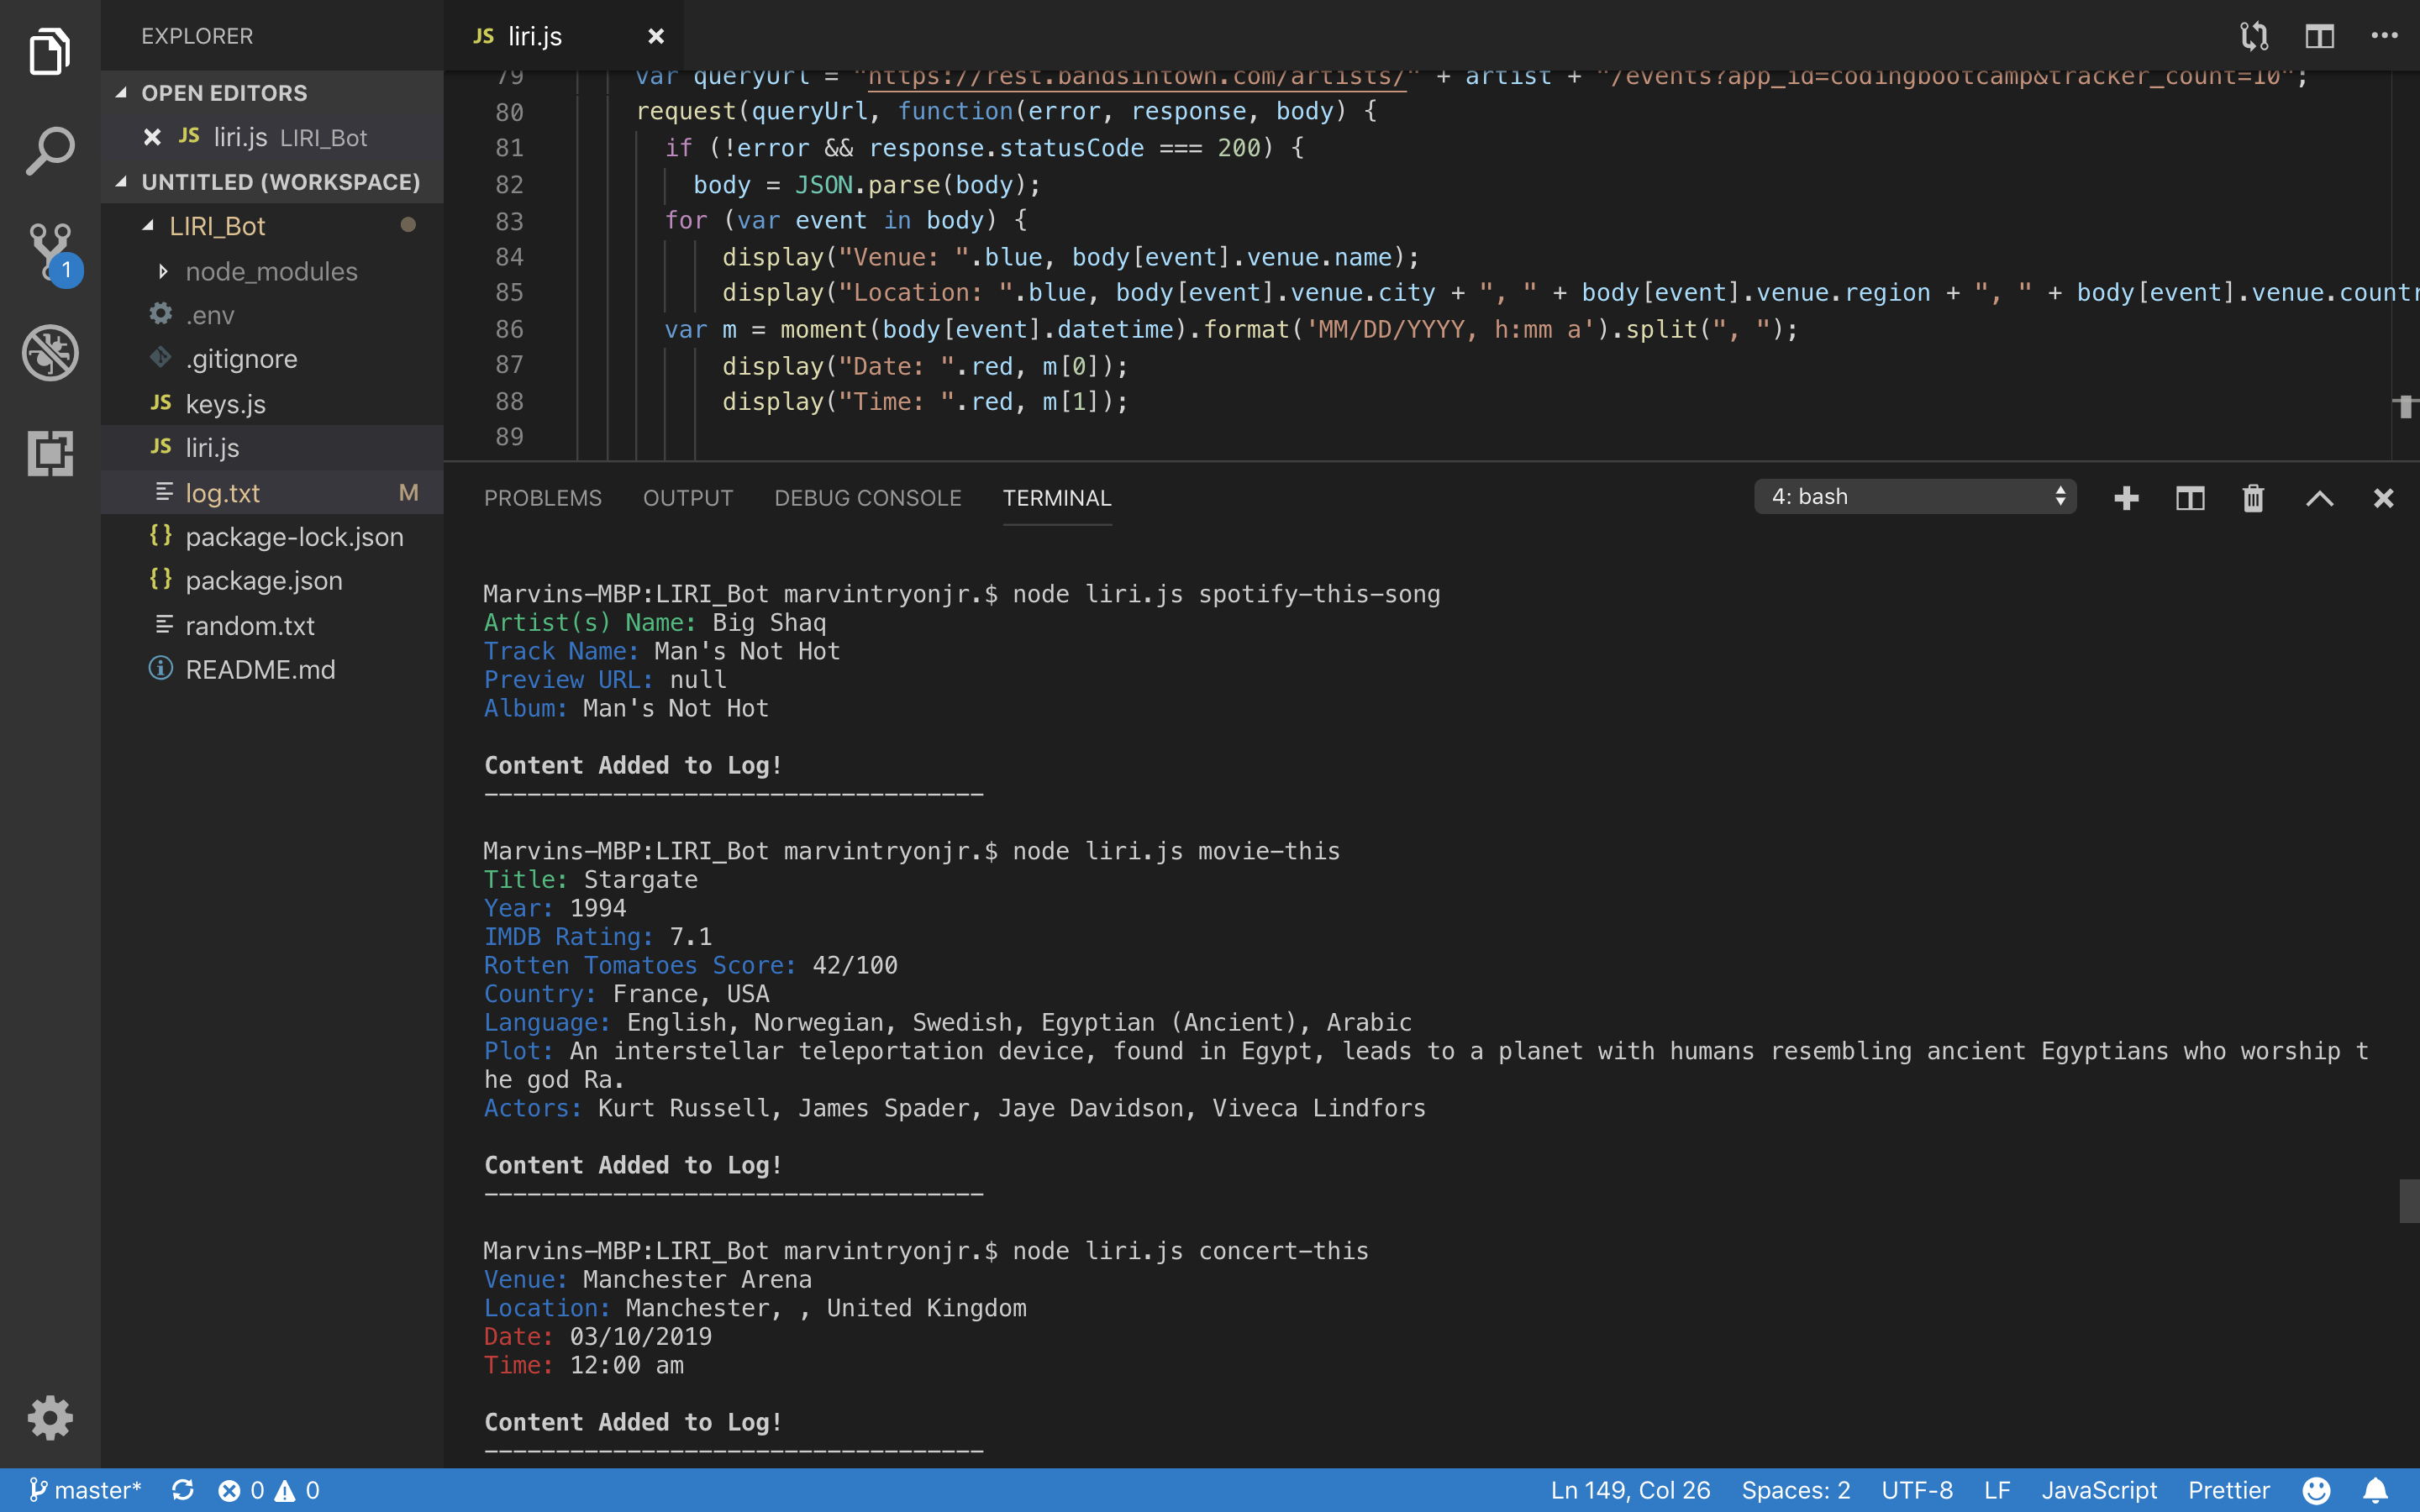 EXPLORER
OPEN EDITORS
JS liri.js LIRI_Bot
UNTITLED (WORKSPACE)
LIRI_Bot
node_modules
.env
.gitignore
JS keys.js
JS liri.js
log.txt M
{} package-lock.json
{} package.json
random.txt
README.md
1
JS liri.js
79 var queryUrl = "https://rest.bandsintown.com/artists/" + artist + "/events?app_id=codingbootcamp&tracker_count=10";
80 request(queryUrl, function(error, response, body) {
81 if (!error && response.statusCode === 200) {
82 body = JSON.parse(body);
83 for (var event in body) {
84 display("Venue: ".blue, body[event].venue.name);
85 display("Location: ".blue, body[event].venue.city + ", " + body[event].venue.region + ", " + body[event].venue.countr
86 var m = moment(body[event].datetime).format('MM/DD/YYYY, h:mm a').split(", ");
87 display("Date: ".red, m[0]);
88 display("Time: ".red, m[1]);
89
PROBLEMS OUTPUT DEBUG CONSOLE TERMINAL 4: bash
Marvins-MBP:LIRI_Bot marvintryonjr.$ node liri.js spotify-this-song
Artist(s) Name: Big Shaq
Track Name: Man's Not Hot
Preview URL: null
Album: Man's Not Hot
Content Added to Log!
-----------------------------------
Marvins-MBP:LIRI_Bot marvintryonjr.$ node liri.js movie-this
Title: Stargate
Year: 1994
IMDB Rating: 7.1
Rotten Tomatoes Score: 42/100
Country: France, USA
Language: English, Norwegian, Swedish, Egyptian (Ancient), Arabic
Plot: An interstellar teleportation device, found in Egypt, leads to a planet with humans resembling ancient Egyptians who worship t
he god Ra.
Actors: Kurt Russell, James Spader, Jaye Davidson, Viveca Lindfors
Content Added to Log!
-----------------------------------
Marvins-MBP:LIRI_Bot marvintryonjr.$ node liri.js concert-this
Venue: Manchester Arena
Location: Manchester, , United Kingdom
Date: 03/10/2019
Time: 12:00 am
Content Added to Log!
-----------------------------------
master* 0 0 Ln 149, Col 26 Spaces: 2 UTF-8 LF JavaScript Prettier